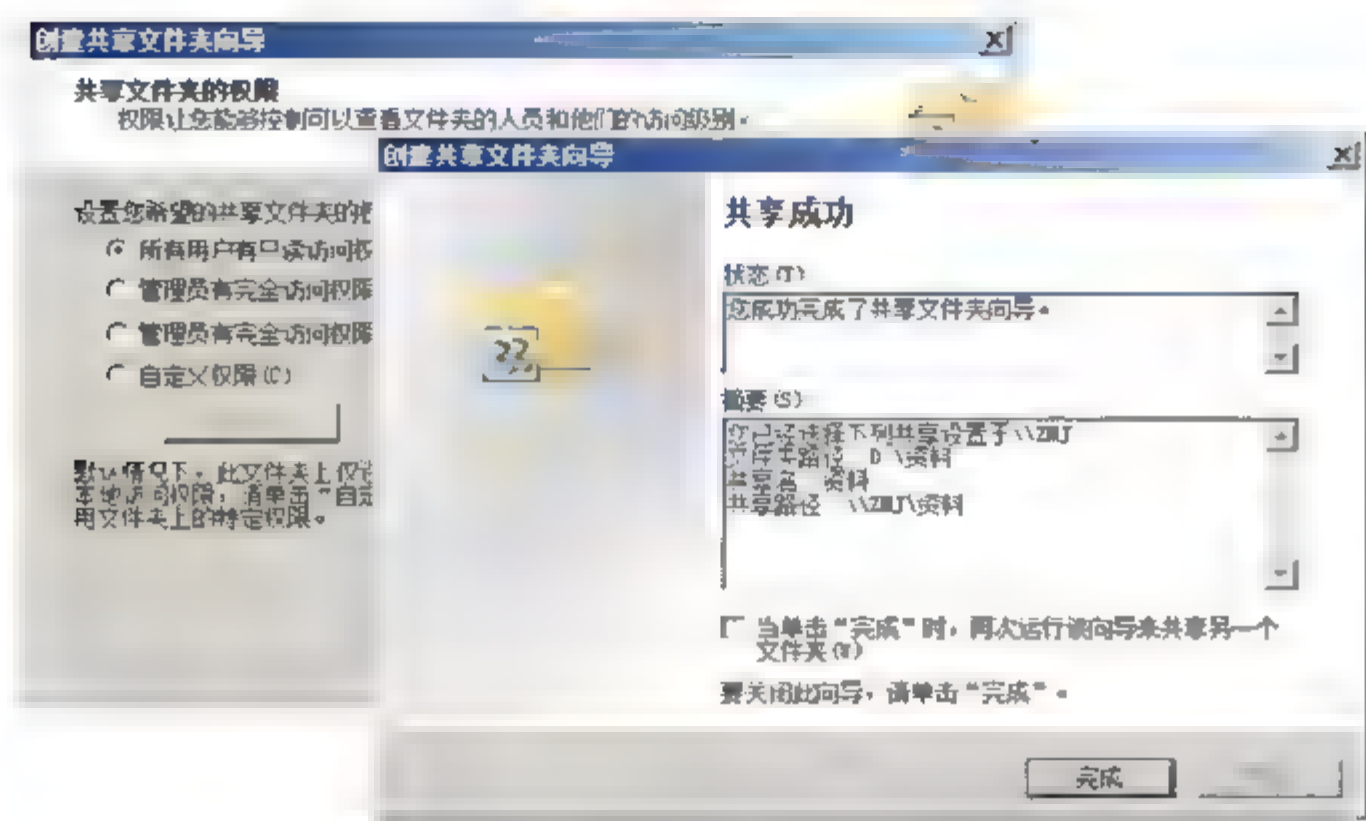 创建共享文件夹向导
共享文件夹的权限
权限让您能够控制可以查看文件夹的人员和他们的访问级别。
设置您希望的共享文件夹的
所有用户有只读访问权
管理员有完全访问权限
管理员有完全访问权限
自定义权限(C)
默认情况下,此文件夹上仅
本地访问权限,请单击“自定
用文件夹上的特定权限。
创建共享文件夹向导
共享成功
状态(T)
您成功完成了共享文件夹向导。
摘要(S)
您已经选择下列共享设置于\\ZMJ
文件夹路径 D \资料
共享名 资料
共享路径 \\ZMJ\资料
当单击“完成”时,再次运行该向导来共享另一个
文件夹
要关闭此向导,请单击“完成”。
完成